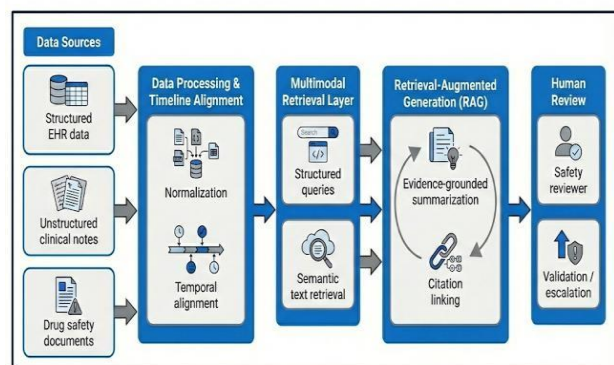 Data Sources
Structured
EHR data
Unstructured
clinical notes
Drug safety
documents
Data Processing &
Timeline Alignment
Normalization
Temporal
alignment
Multimodal
Retrieval Layer
Search
Structured
queries
Semantic
text retrieval
Retrieval-Augmented
Generation (RAG)
Evidence-grounded
summarization
Citation
linking
Human
Review
Safety
reviewer
Validation /
escalation